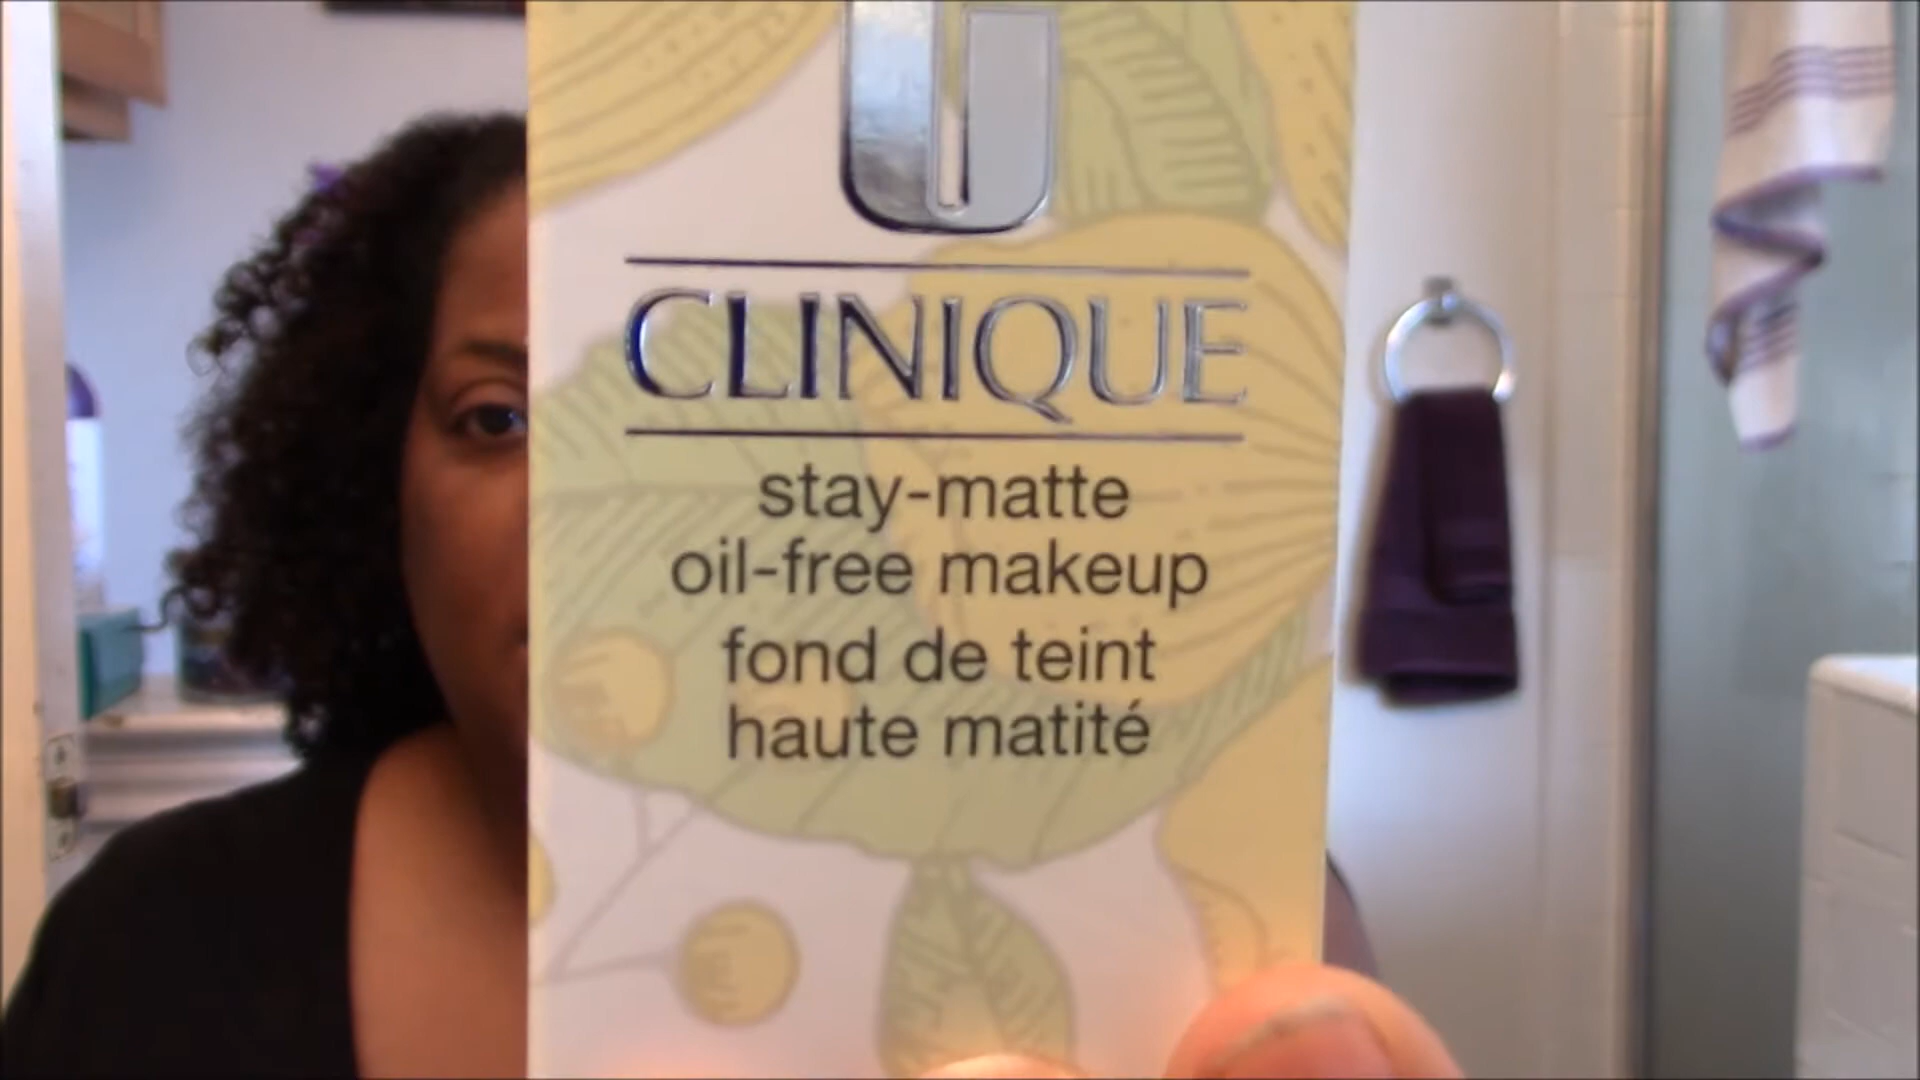 CLINIQUE
stay-matte
oil-free makeup
fond de teint
haute matité